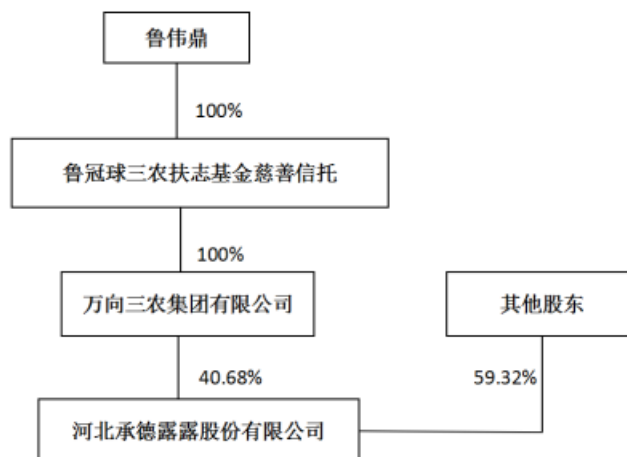 鲁伟鼎
100%
鲁冠球三农扶志基金慈善信托
100%
万向三农集团有限公司
其他股东
40.68%
59.32%
河北承德露露股份有限公司